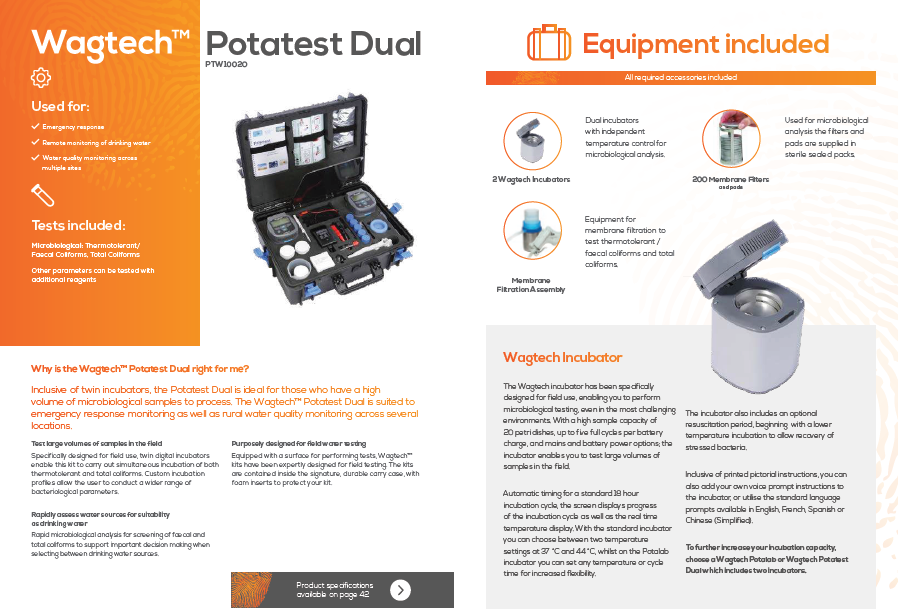 Wagtech™ Potatest Dual
PTW10020
Used for:
Emergency response
Remote monitoring of drinking water
Water quality monitoring across
multiple sites
Tests included:
Microbiological: Thermotolerant/
Faecal Coliforms, Total Coliforms
Other parameters can be tested with
additional reagents
Why is the Wagtech™ Potatest Dual right for me?
Inclusive of twin incubators, the Potatest Dual is ideal for those who have a high
volume of microbiological samples to process. The Wagtech™ Potatest Dual is suited to
emergency response monitoring as well as rural water quality monitoring across several
locations.
Test large volumes of samples in the field
Specifically designed for field use, twin digital incubators
enable this kit to carry out simultaneous incubation of both
thermotolerant and total coliforms. Custom incubation
profiles allow the user to conduct a wider range of
bacteriological parameters.
Rapidly assess water sources for suitability
as drinking water
Rapid microbiological analysis for screening of faecal and
total coliforms to support important decision making when
selecting between drinking water sources.
Purposely designed for field water testing
Equipped with a surface for performing tests, Wagtech™
kits have been expertly designed for field testing. The kits
are contained inside the signature, durable carry case, with
foam inserts to protect your kit.
Product specifications
available on page 42
Equipment included
All required accessories included
Dual incubators
with independent
temperature control for
microbiological analysis.
2 Wagtech Incubators
Used for microbiological
analysis the filters and
pads are supplied in
sterile sealed packs.
200 Membrane Filters
and pads
Equipment for
membrane filtration to
test thermotolerant /
faecal coliforms and total
coliforms.
Membrane
Filtration Assembly
Wagtech Incubator
The Wagtech incubator has been specifically
designed for field use, enabling you to perform
microbiological testing, even in the most challenging
environments. With a high sample capacity of
20 petri dishes, up to five full cycles per battery
charge, and mains and battery power options; the
incubator enables you to test large volumes of
samples in the field.
Automatic timing for a standard 18 hour
incubation cycle, the screen displays progress
of the incubation cycle as well as the real time
temperature display. With the standard incubator
you can choose between two temperature
settings at 37 °C and 44 °C, whilst on the Potalab
incubator you can set any temperature or cycle
time for increased flexibility.
The incubator also includes an optional
resuscitation period, beginning with a lower
temperature incubation to allow recovery of
stressed bacteria.
Inclusive of printed pictorial instructions, you can
also add your own voice prompt instructions to
the incubator, or utilise the standard language
prompts available in English, French, Spanish or
Chinese (Simplified).
To further increase your incubation capacity,
choose a Wagtech Potalab or Wagtech Potatest
Dual which includes two incubators.